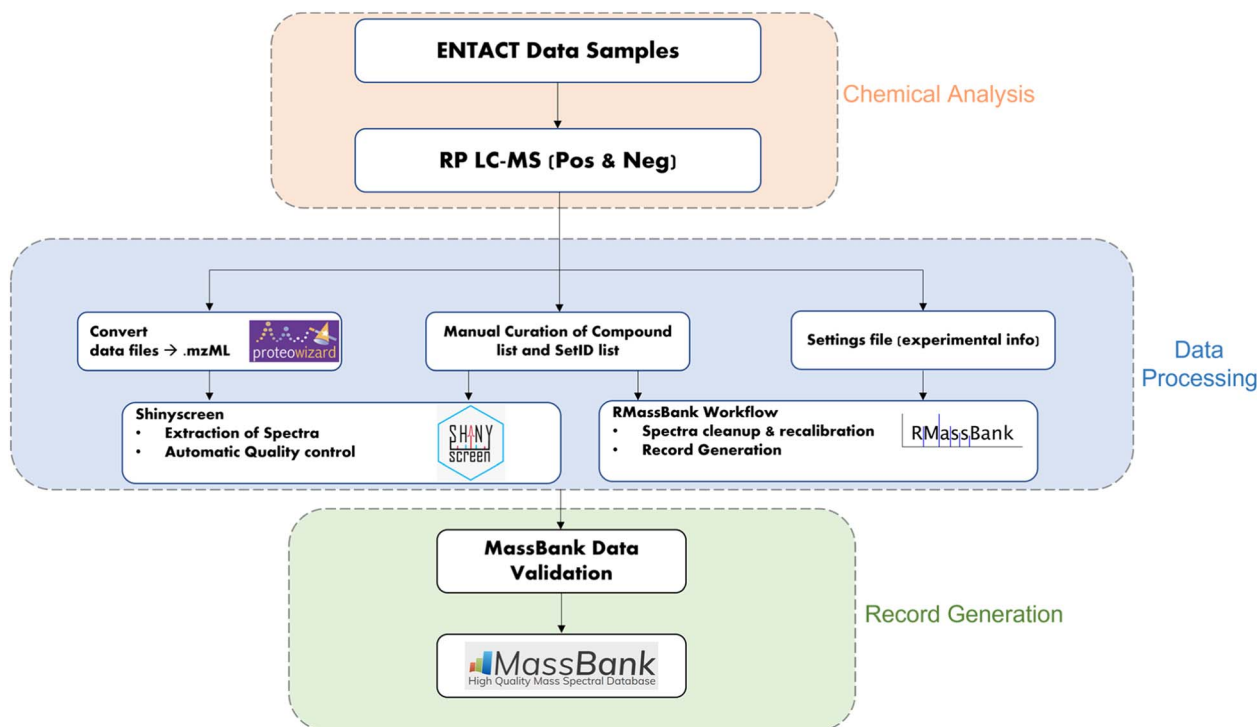 ENTACT Data Samples
Chemical Analysis
RP LC-MS (Pos & Neg)
Convert
data files → .mzML
proteowizard
Manual Curation of Compound
list and SetID list
Settings file (experimental info)
Data
Processing
Shinyscreen
• Extraction of Spectra
• Automatic Quality control
SHINY
screen
RMassBank Workflow
• Spectra cleanup & recalibration
• Record Generation
RMassBank
MassBank Data
Validation
Record Generation
MassBank
High Quality Mass Spectral Database